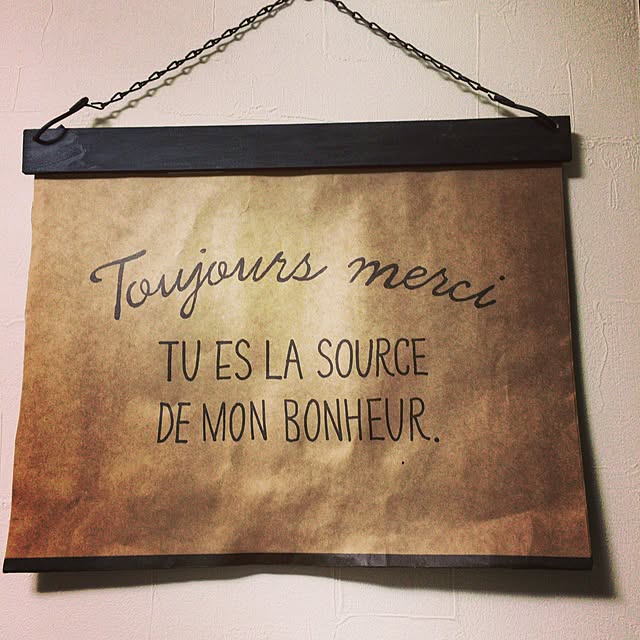 Toujours merci
TU ES LA SOURCE
DE MON BONHEUR.